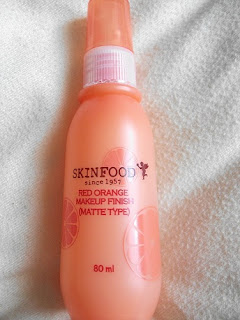 SKINFOOD
since 1957
RED ORANGE
MAKEUP FINISH
(MATTE TYPE)
80 ml